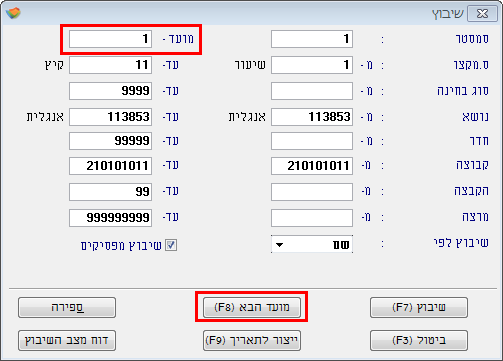 שיבוץ
סמסטר : 1 מועד- 1
ס.מקצו : מ- 1 שיעור עד- 11 קיץ
סוג בחינה : עד- 9999
נושא : מ- 113853 אנגלית עד- 113853 אנגלית
חדר : עד- 99999
קבוצה : מ- 210101011 עד- 210101011
הקבצה : מ- עד- 99
מרצה : מ- עד- 999999999
שיבוץ לפי : שם שיבוץ מפסיקים
שיבוץ (F7) מועד הבא (F8) ספירה
ביטול (F3) ייצור לתאריך (F9) דוח מצב השיבוץ